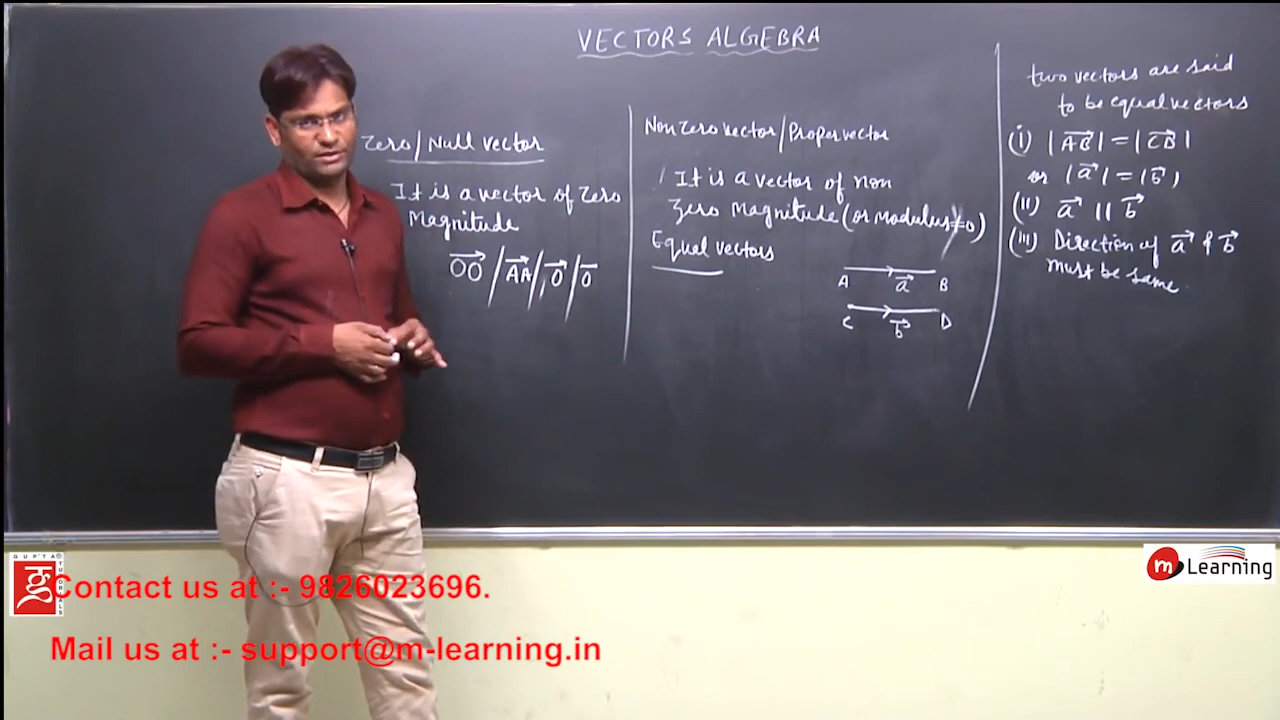 VECTORS ALGEBRA
Zero/Null vector
It is a vector of Zero
Magnitude
OO / AA / O / O
Non Zero vector/Proper vector
It is a vector of non
Zero Magnitude (or Modulus ≠ 0)
Equal vectors
A a B
C b D
two vectors are said
to be equal vectors
(i) |AB| = |CB|
or |a| = |b|
(ii) a || b
(iii) Direction of a & b
must be same.
GUPTA
TUTORIALS
Contact us at :- 9826023696.
Mail us at :- support@m-learning.in
m Learning